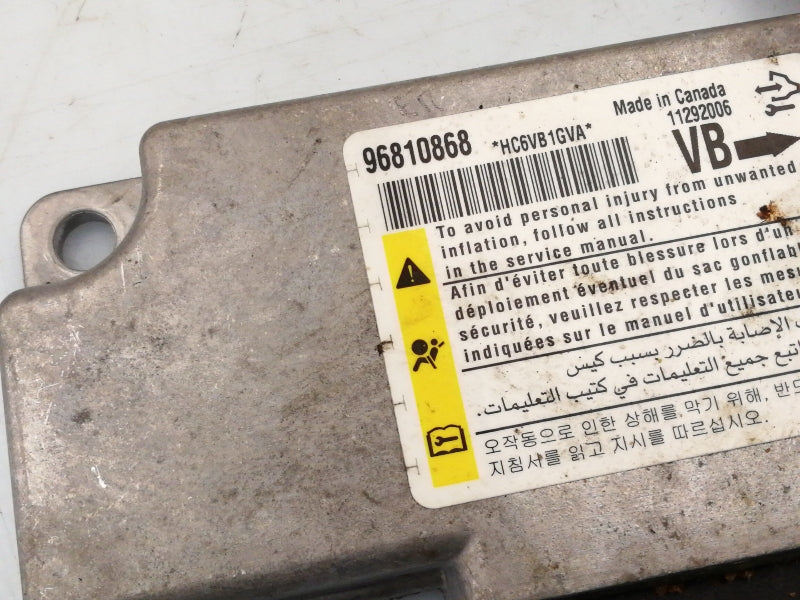 96810868
*HC6VB1GVA*
Made in Canada
11292006
VB
To avoid personal injury from unwanted
inflation, follow all instructions
in the service manual.
Afin d'éviter toute blessure lors d'un
déploiement éventuel du sac gonflable
sécurité, veuillez respecter les
indiquées sur le manuel d'utilisateur
الإصابة بالضرر بسبب كيس
اتبع جميع التعليمات في كتيب التعليمات.
오작동으로 인한 상해를 막기 위해, 반드
지침서를 읽고 지시를 따르십시오.